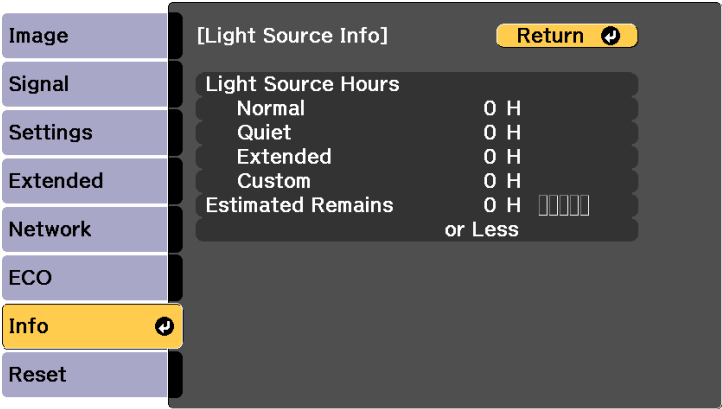 Image
Signal
Settings
Extended
Network
ECO
Info
Reset
[Light Source Info]
Return
Light Source Hours
Normal 0 H
Quiet 0 H
Extended 0 H
Custom 0 H
Estimated Remains 0 H
or Less